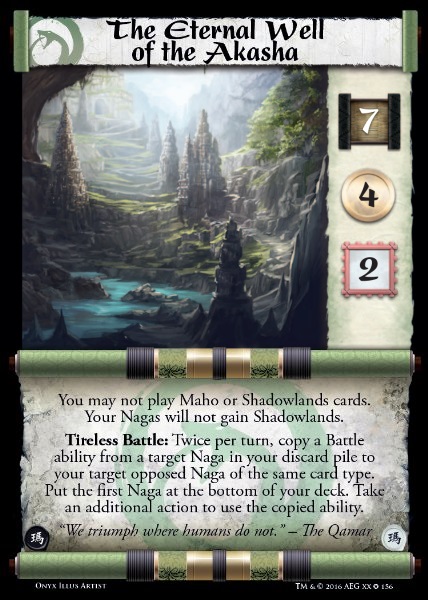 The Eternal Well
of the Akasha
7
4
2
You may not play Maho or Shadowlands cards.
Your Nagas will not gain Shadowlands.
Tireless Battle: Twice per turn, copy a Battle
ability from a target Naga in your discard pile to
your target opposed Naga of the same card type.
Put the first Naga at the bottom of your deck. Take
an additional action to use the copied ability.
“We triumph where humans do not.” – The Qamar
瑪 瑪
Onyx Illus Artist TM & © 2016 AEG XX ✪ 156